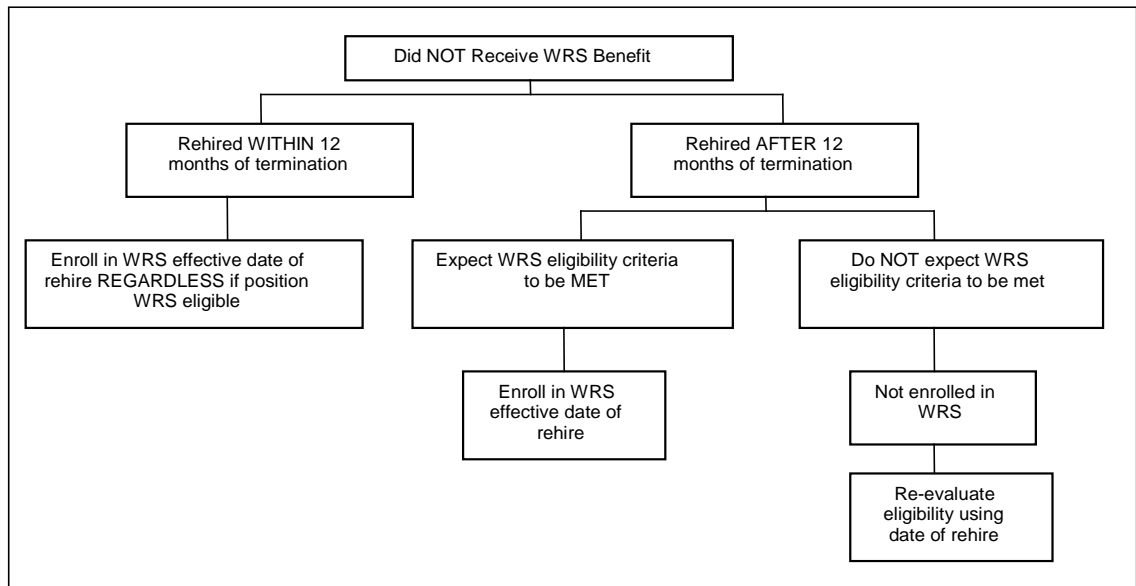 Did NOT Receive WRS Benefit
Rehired WITHIN 12
months of termination
Rehired AFTER 12
months of termination
Enroll in WRS effective date of
rehire REGARDLESS if position
WRS eligible
Expect WRS eligibility criteria
to be MET
Do NOT expect WRS
eligibility criteria to be met
Enroll in WRS
effective date of
rehire
Not enrolled in
WRS
Re-evaluate
eligibility using
date of rehire